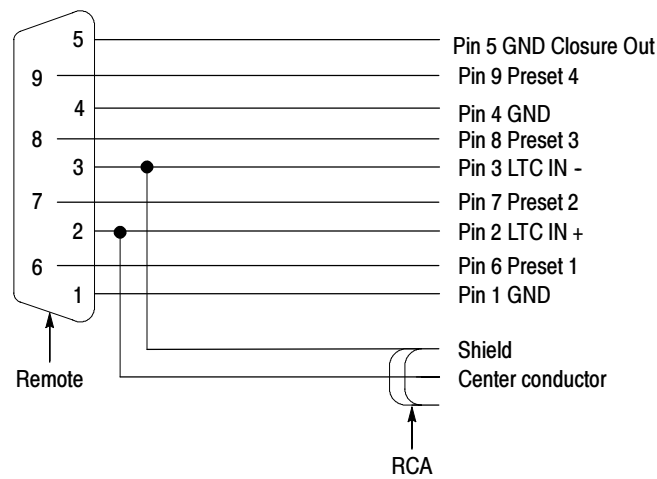 5 Pin 5 GND Closure Out
9 Pin 9 Preset 4
4 Pin 4 GND
8 Pin 8 Preset 3
3 Pin 3 LTC IN -
7 Pin 7 Preset 2
2 Pin 2 LTC IN +
6 Pin 6 Preset 1
1 Pin 1 GND
Shield
Remote Center conductor
RCA